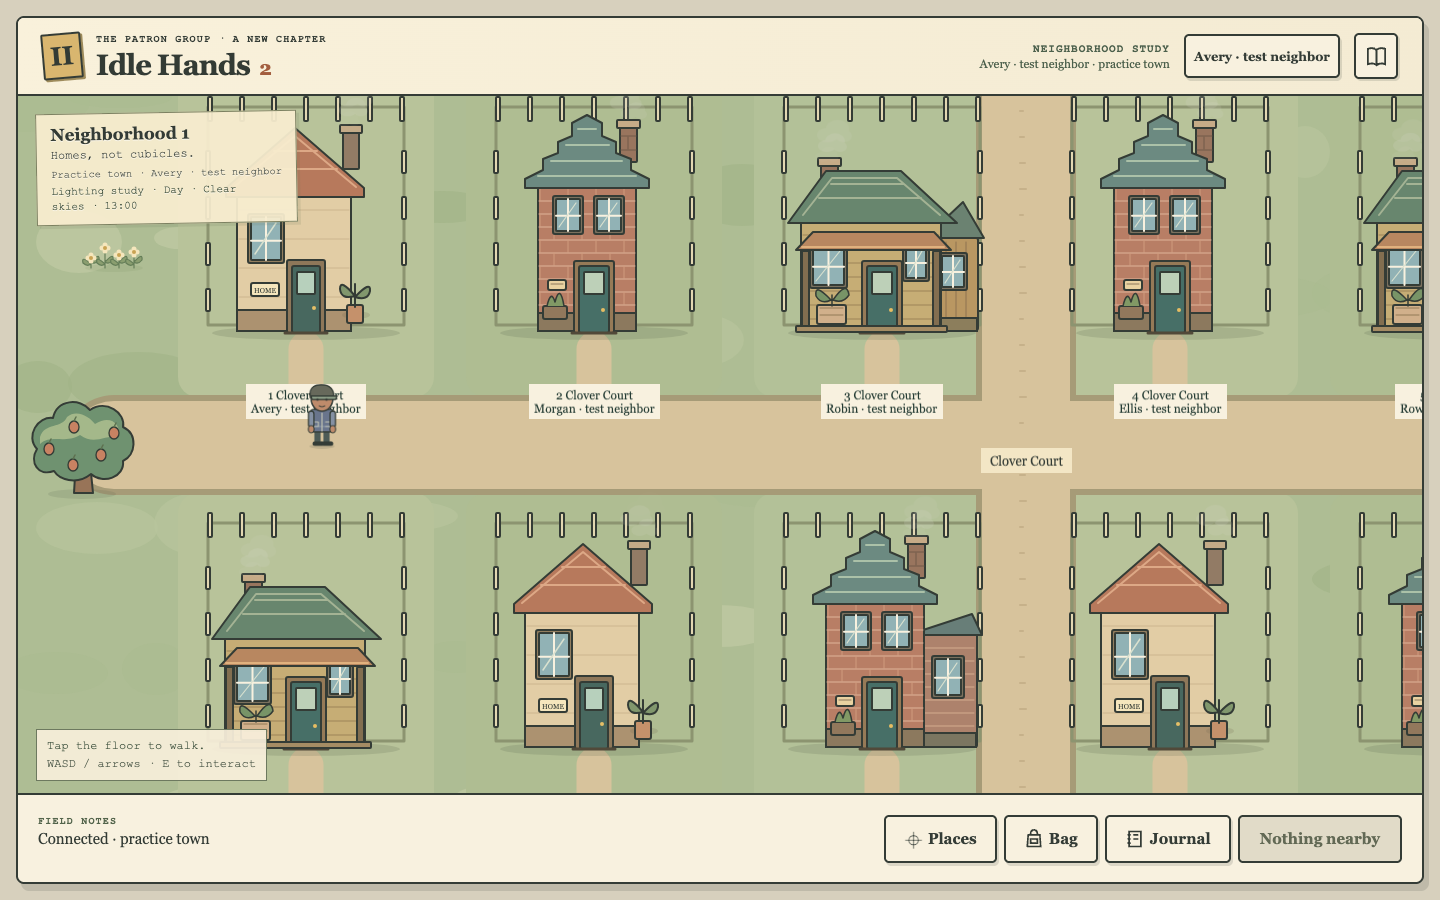 II
THE PATRON GROUP · A NEW CHAPTER
Idle Hands 2
NEIGHBORHOOD STUDY
Avery · test neighbor · practice town
Avery · test neighbor
Neighborhood 1
Homes, not cubicles.
Practice town · Avery · test neighbor
Lighting study · Day · Clear
skies · 13:00
HOME
1 Clover
Avery ·
2 Clover Court
Morgan · test neighbor
3 Clover Court
Robin · test neighbor
4 Clover Court
Ellis · test neighbor
Clover Court
HOME
HOME
Tap the floor to walk.
WASD / arrows · E to interact
FIELD NOTES
Connected · practice town
Places
Bag
Journal
Nothing nearby